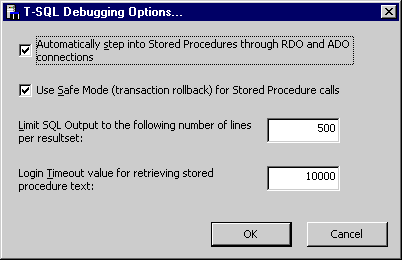 T-SQL Debugging Options...
Automatically step into Stored Procedures through RDO and ADO
connections
Use Safe Mode (transaction rollback) for Stored Procedure calls
Limit SQL Output to the following number of lines
per resultset:
500
Login Timeout value for retrieving stored
procedure text:
10000
OK
Cancel